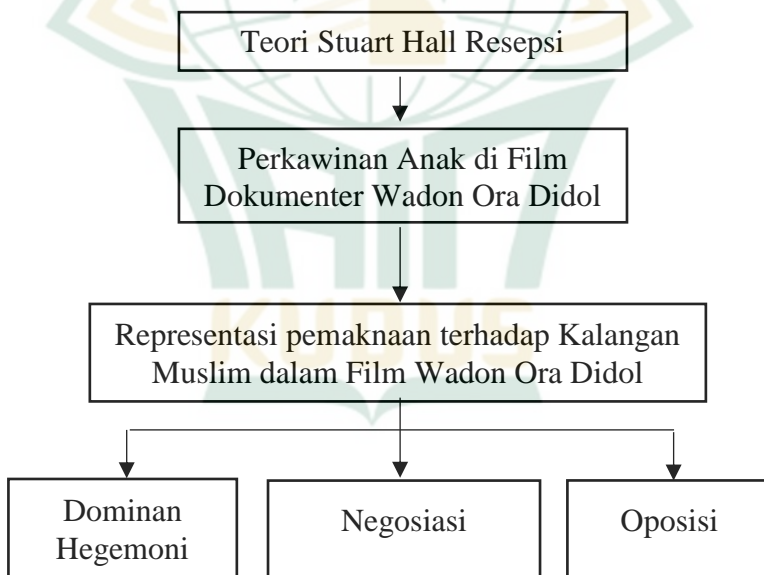 Teori Stuart Hall Resepsi
Perkawinan Anak di Film
Dokumenter Wadon Ora Didol
KUDUS
Representasi pemaknaan terhadap Kalangan
Muslim dalam Film Wadon Ora Didol
Dominan
Hegemoni
Negosiasi
Oposisi